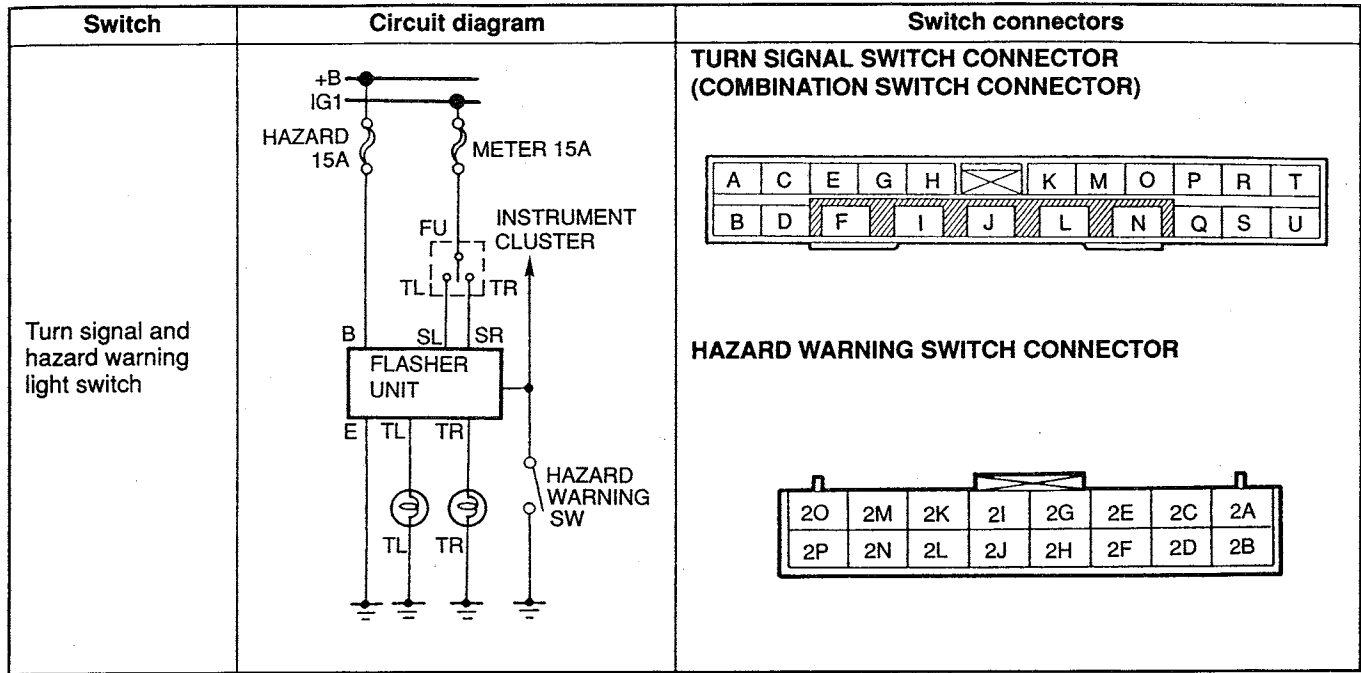 Switch
Circuit diagram
Switch connectors
Turn signal and
hazard warning
light switch
+B
IG1
HAZARD
15A
METER 15A
INSTRUMENT
CLUSTER
FU
TL TR
B SL SR
FLASHER
UNIT
E TL TR
HAZARD
WARNING
SW
TL TR
TURN SIGNAL SWITCH CONNECTOR
(COMBINATION SWITCH CONNECTOR)
A C E G H K M O P R T
B D F I J L N Q S U
HAZARD WARNING SWITCH CONNECTOR
2O 2M 2K 2I 2G 2E 2C 2A
2P 2N 2L 2J 2H 2F 2D 2B